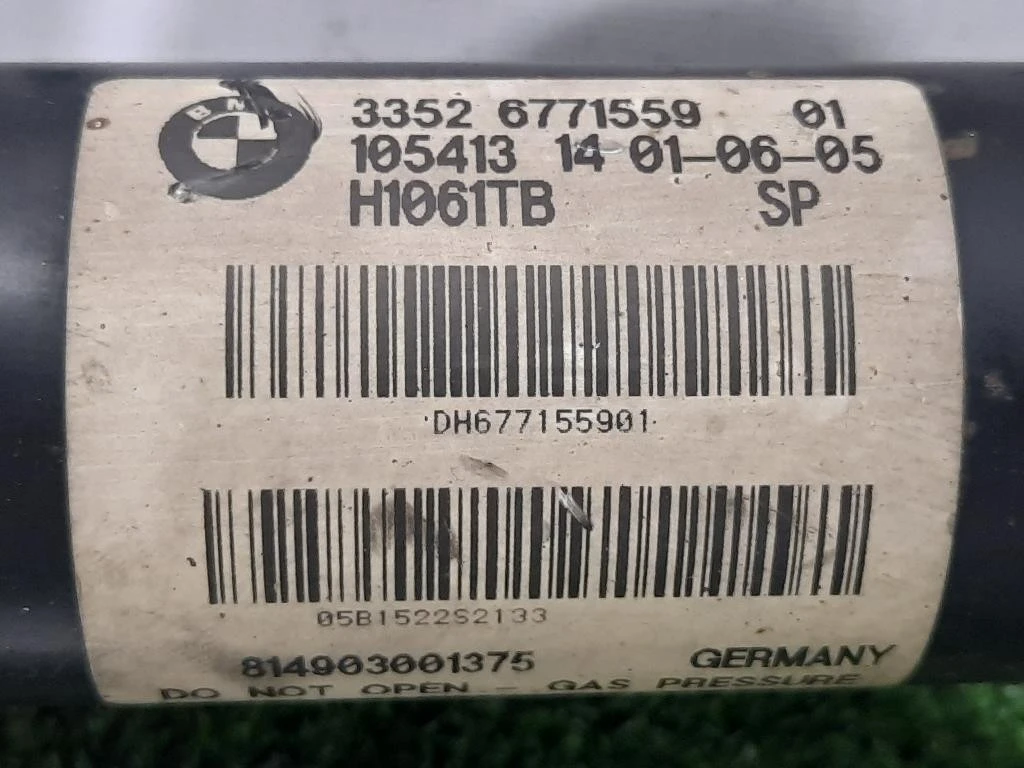 BMW
3352 6771559 01
105413 14 01-06-05
H1061TB SP
DH677155901
05B1522S2133
814903001375 GERMANY
DO NOT OPEN - GAS PRESSURE